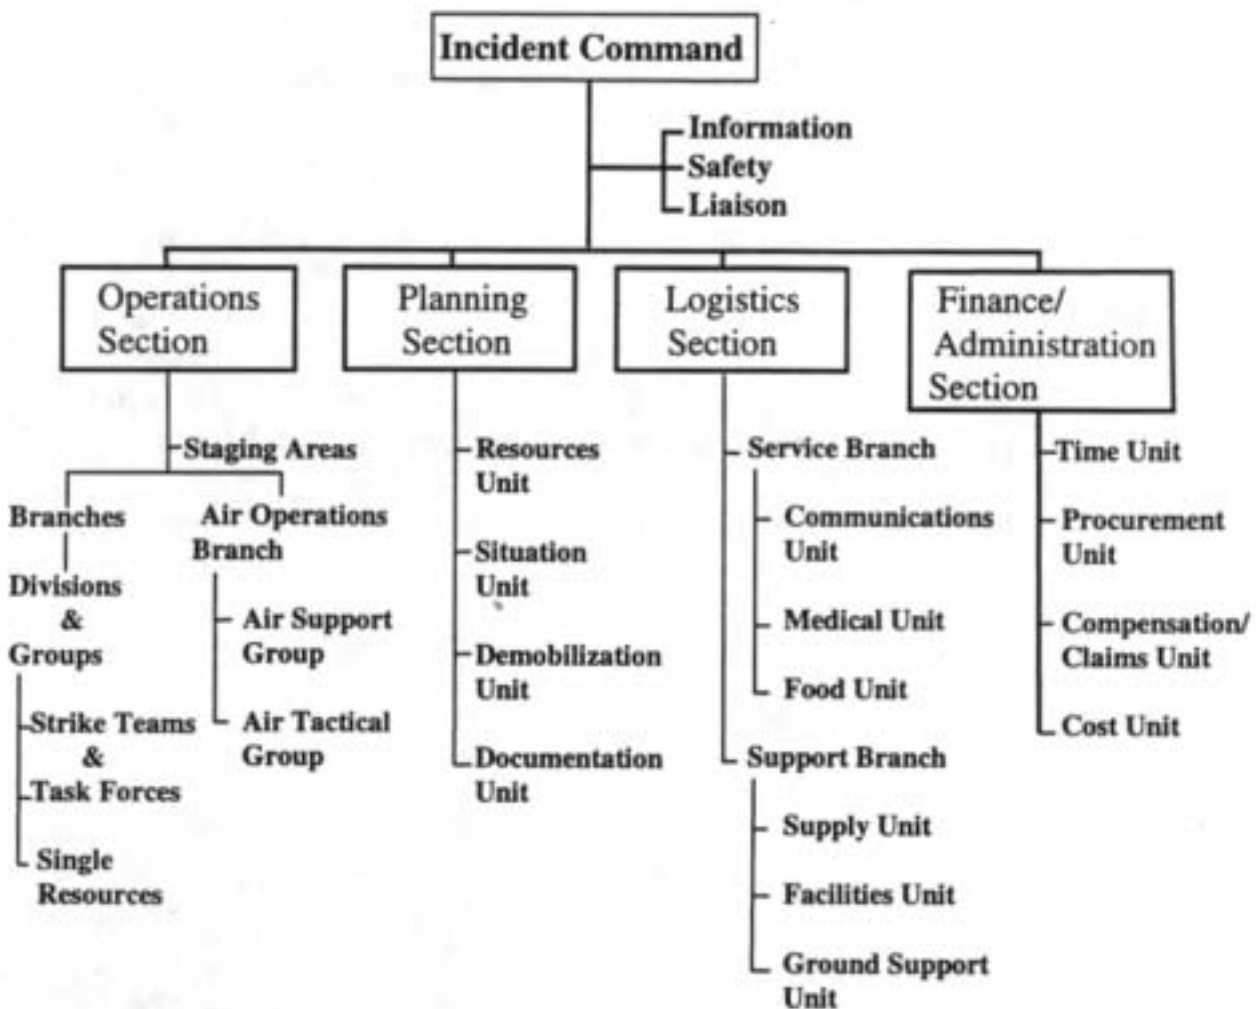 Incident Command
Information
Safety
Liaison
Operations
Section
Staging Areas
Branches
Divisions
&
Groups
Strike Teams
&
Task Forces
Single
Resources
Air Operations
Branch
Air Support
Group
Air Tactical
Group
Planning
Section
Resources
Unit
Situation
Unit
Demobilization
Unit
Documentation
Unit
Logistics
Section
Service Branch
Communications
Unit
Medical Unit
Food Unit
Support Branch
Supply Unit
Facilities Unit
Ground Support
Unit
Finance/
Administration
Section
Time Unit
Procurement
Unit
Compensation/
Claims Unit
Cost Unit